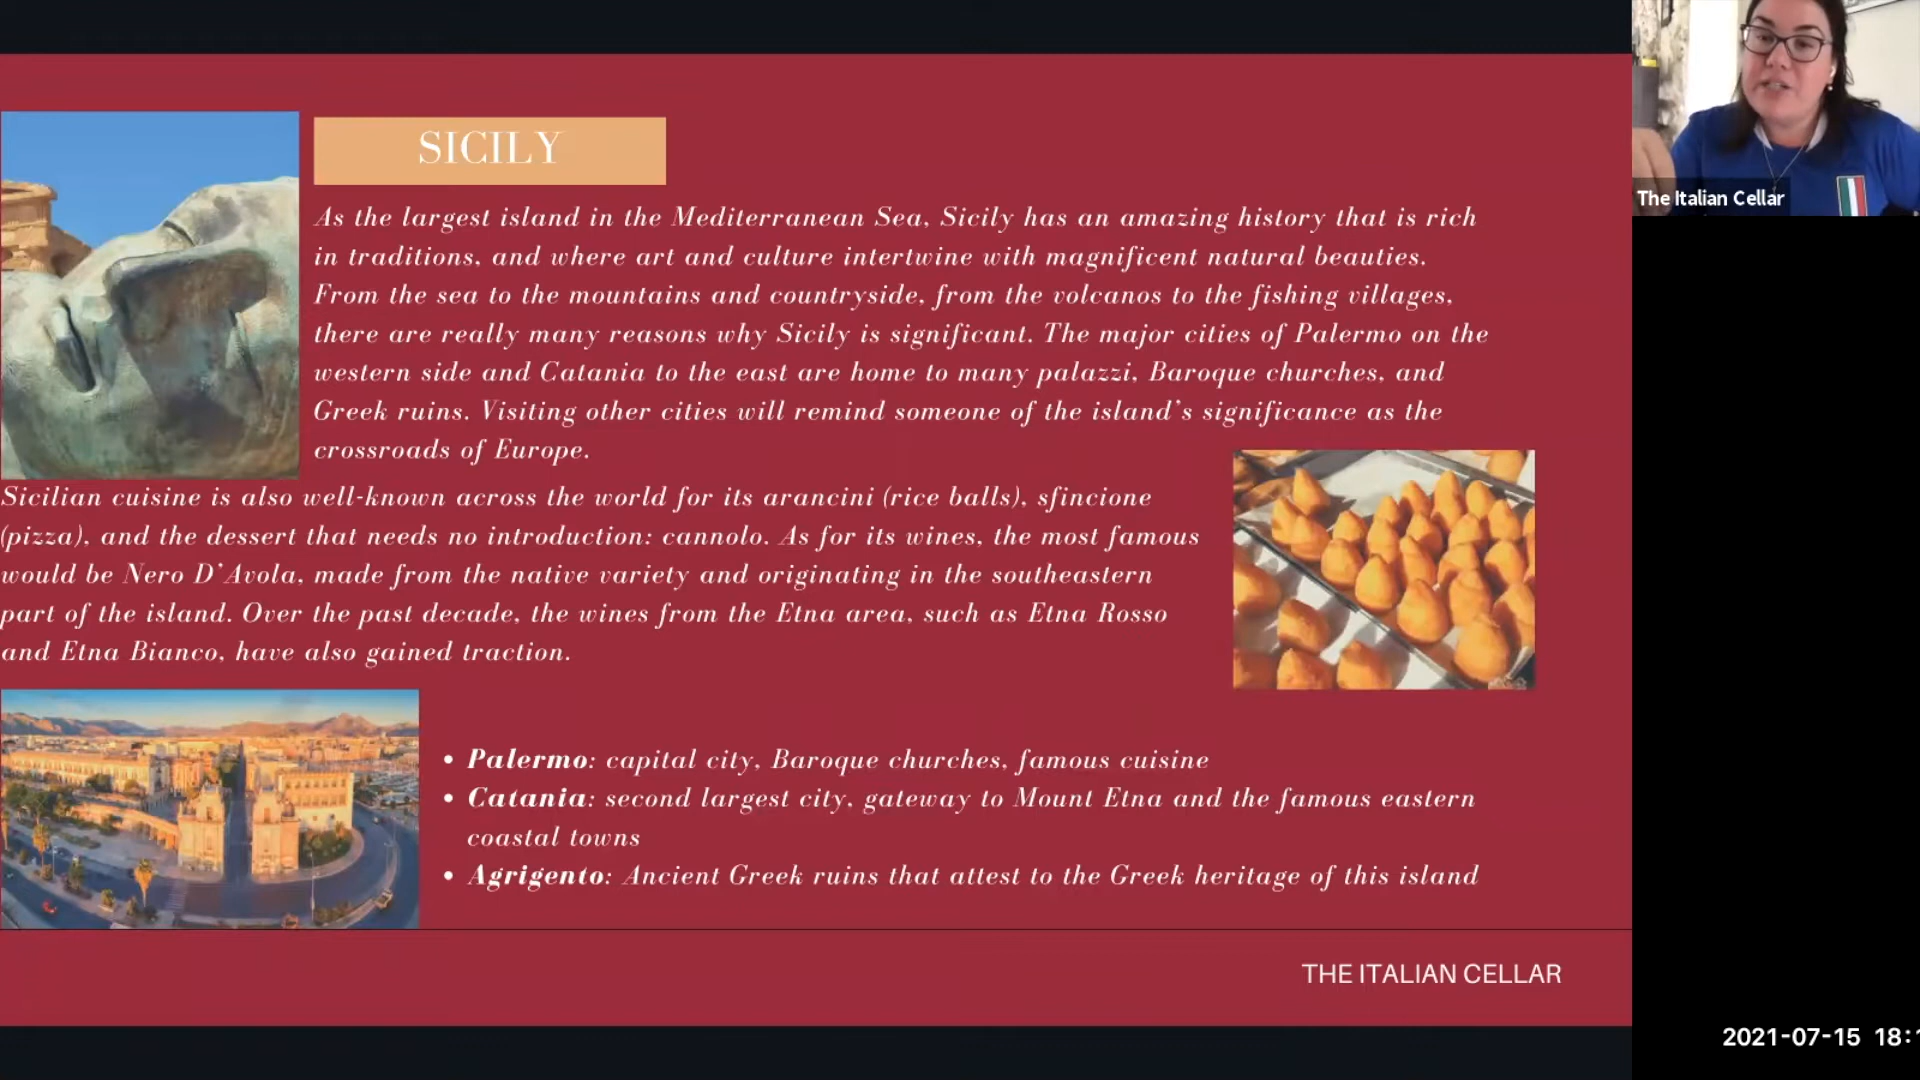 SICILY
As the largest island in the Mediterranean Sea, Sicily has an amazing history that is rich
in traditions, and where art and culture intertwine with magnificent natural beauties.
From the sea to the mountains and countryside, from the volcanos to the fishing villages,
there are really many reasons why Sicily is significant. The major cities of Palermo on the
western side and Catania to the east are home to many palazzi, Baroque churches, and
Greek ruins. Visiting other cities will remind someone of the island's significance as the
crossroads of Europe.
Sicilian cuisine is also well-known across the world for its arancini (rice balls), sfincione
(pizza), and the dessert that needs no introduction: cannolo. As for its wines, the most famous
would be Nero D'Avola, made from the native variety and originating in the southeastern
part of the island. Over the past decade, the wines from the Etna area, such as Etna Rosso
and Etna Bianco, have also gained traction.
• Palermo: capital city, Baroque churches, famous cuisine
• Catania: second largest city, gateway to Mount Etna and the famous eastern
coastal towns
• Agrigento: Ancient Greek ruins that attest to the Greek heritage of this island
THE ITALIAN CELLAR
The Italian Cellar
2021-07-15 18: